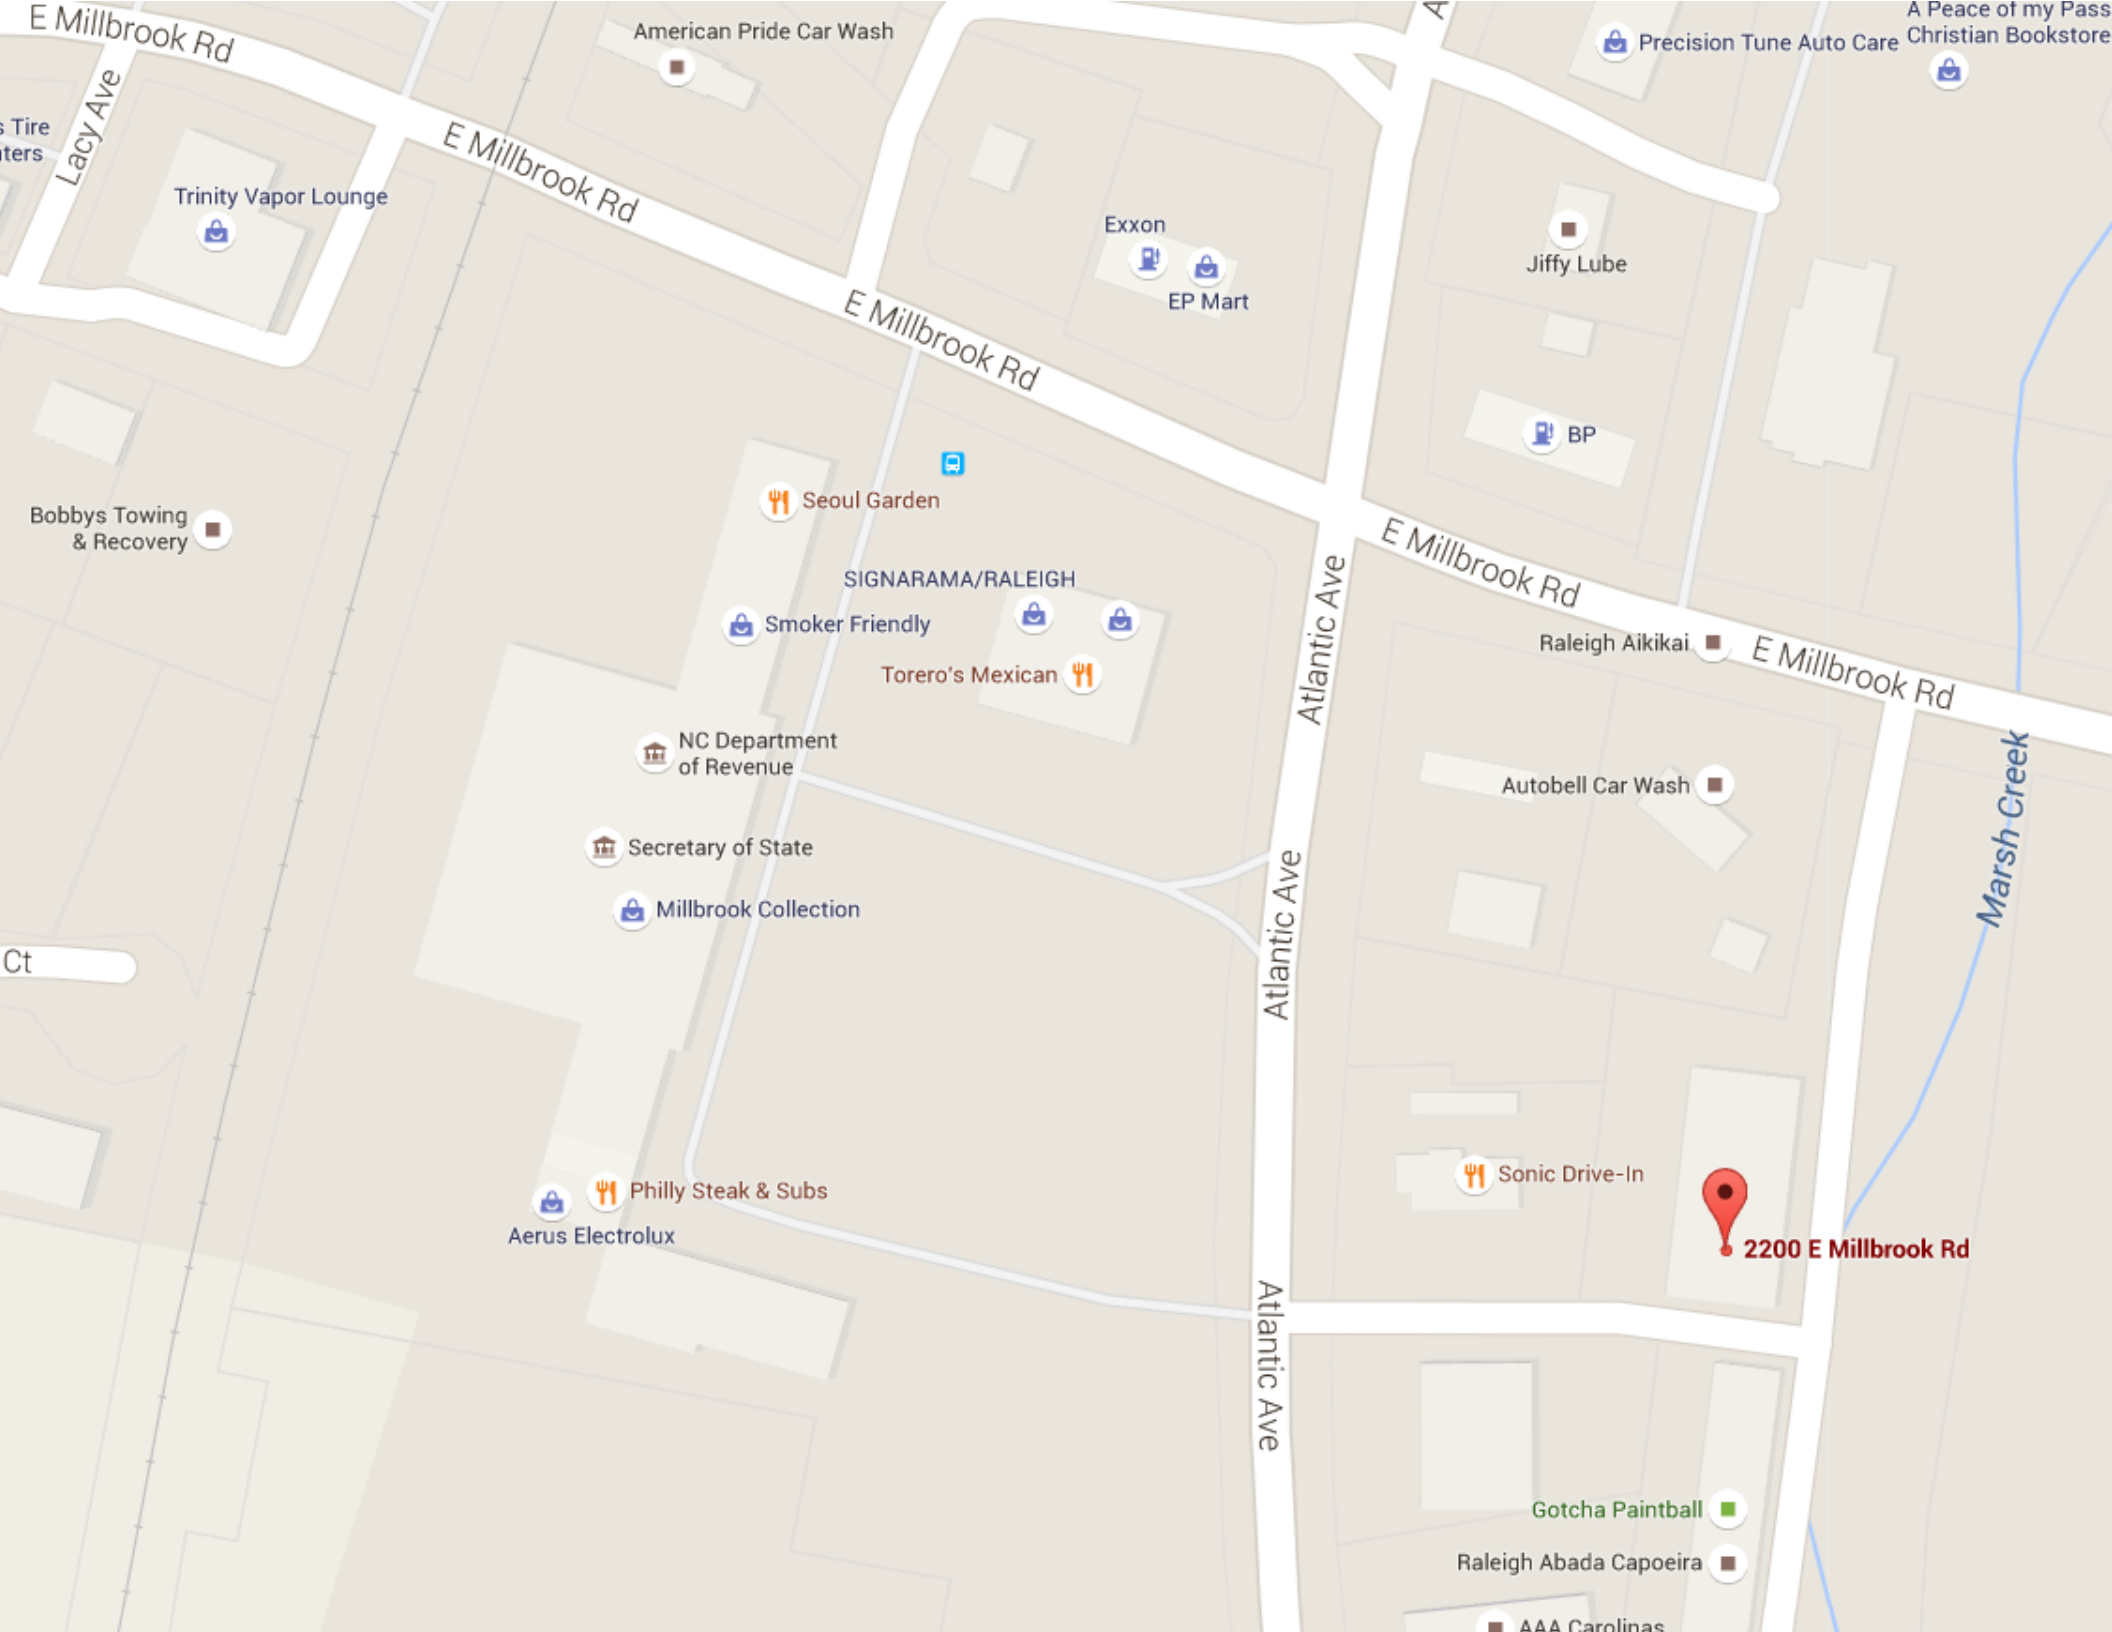 E Millbrook Rd
American Pride Car Wash
A Peace of my Pass
Christian Bookstore
Precision Tune Auto Care
Lacy Ave
s Tire
E Millbrook Rd
Trinity Vapor Lounge
Exxon
EP Mart
Jiffy Lube
E Millbrook Rd
BP
Seoul Garden
Bobbys Towing
& Recovery
E Millbrook Rd
SIGNARAMA/RALEIGH
Smoker Friendly
Atlantic Ave
Raleigh Aikikai
E Millbrook Rd
Torero's Mexican
NC Department
of Revenue
Autobell Car Wash
Marsh Creek
Secretary of State
Millbrook Collection
Atlantic Ave
Ct
Sonic Drive-In
Philly Steak & Subs
Aerus Electrolux
2200 E Millbrook Rd
Atlantic Ave
Gotcha Paintball
Raleigh Abada Capoeira
AAA Carolinas